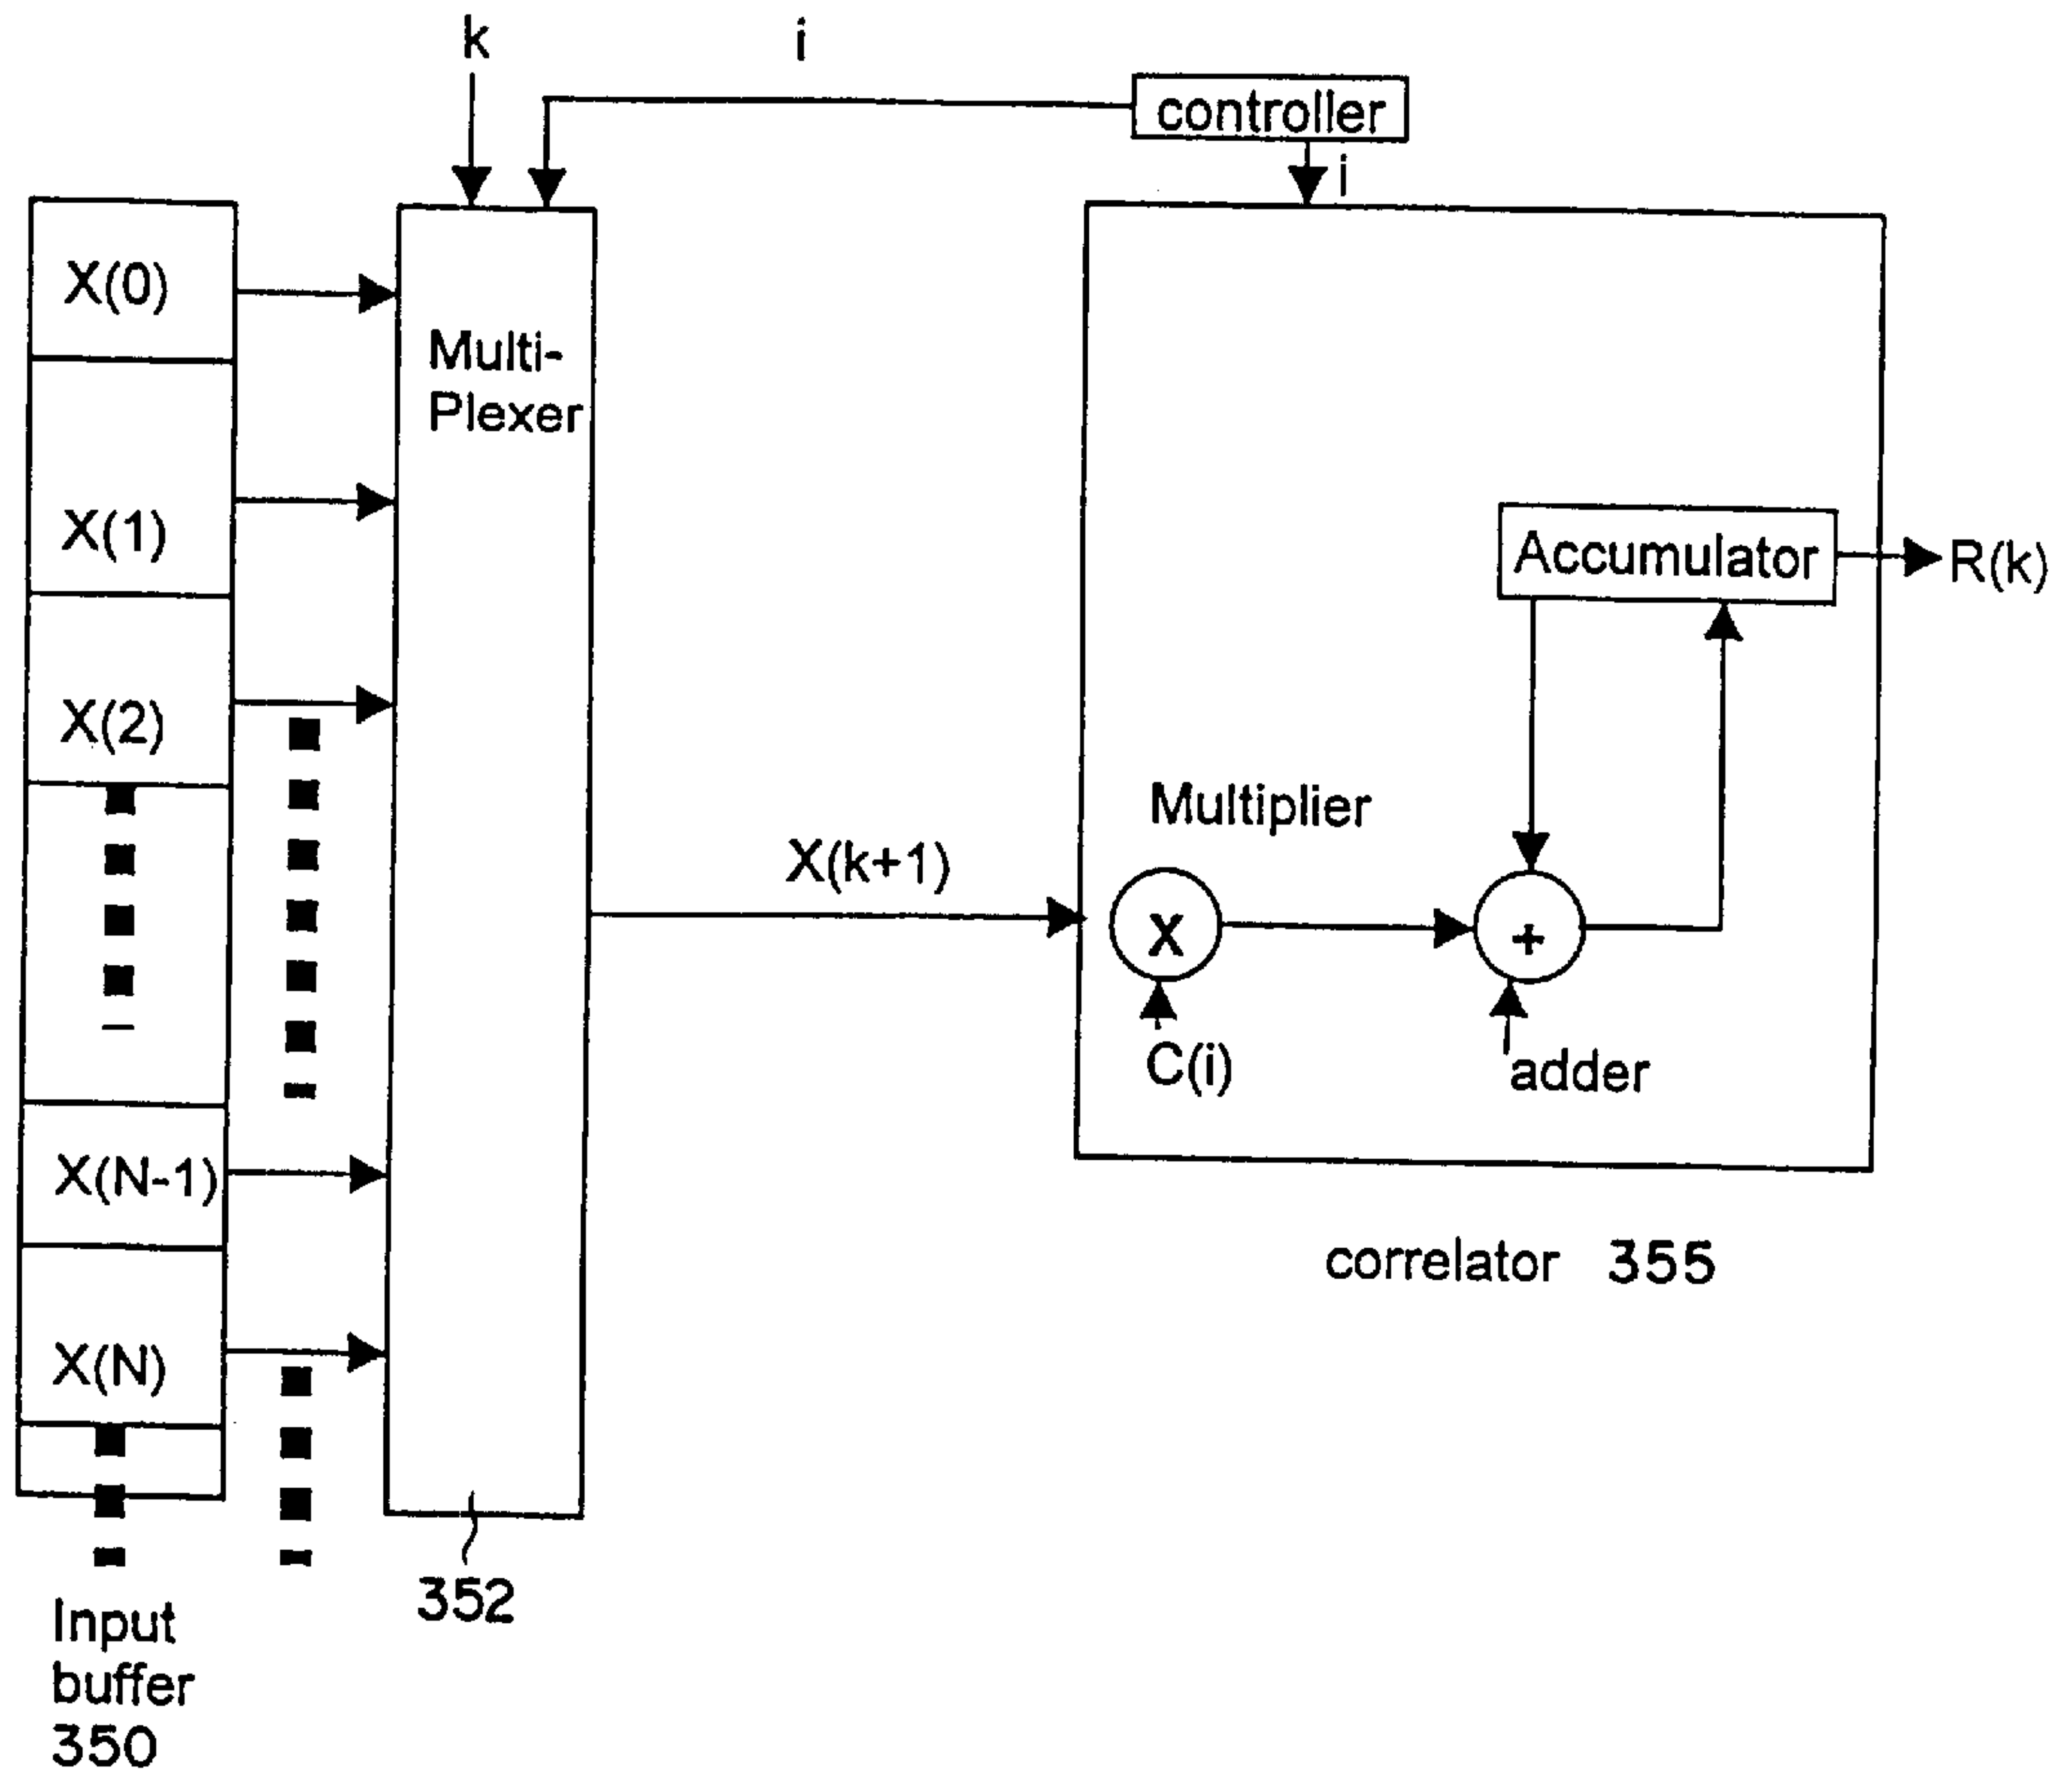 k
i
controller
i
X(0)
Multi-
Plexer
X(1)
Accumulator
R(k)
X(2)
Multiplier
X(k+1)
X
+
C(i)
adder
X(N-1)
correlator 355
X(N)
352
Input
buffer
350